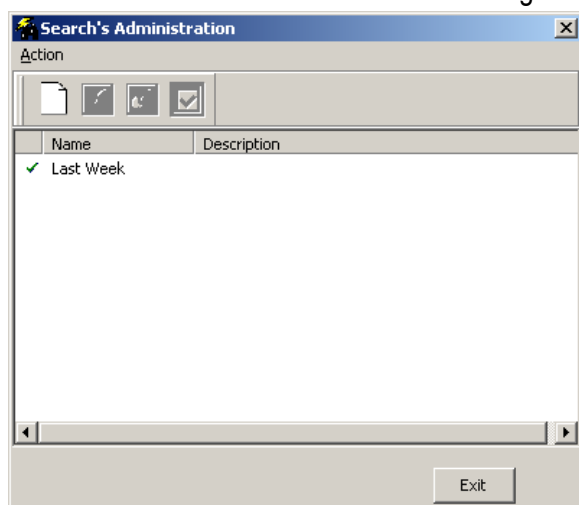 Search's Administration
Action
Name Description
Last Week
Exit